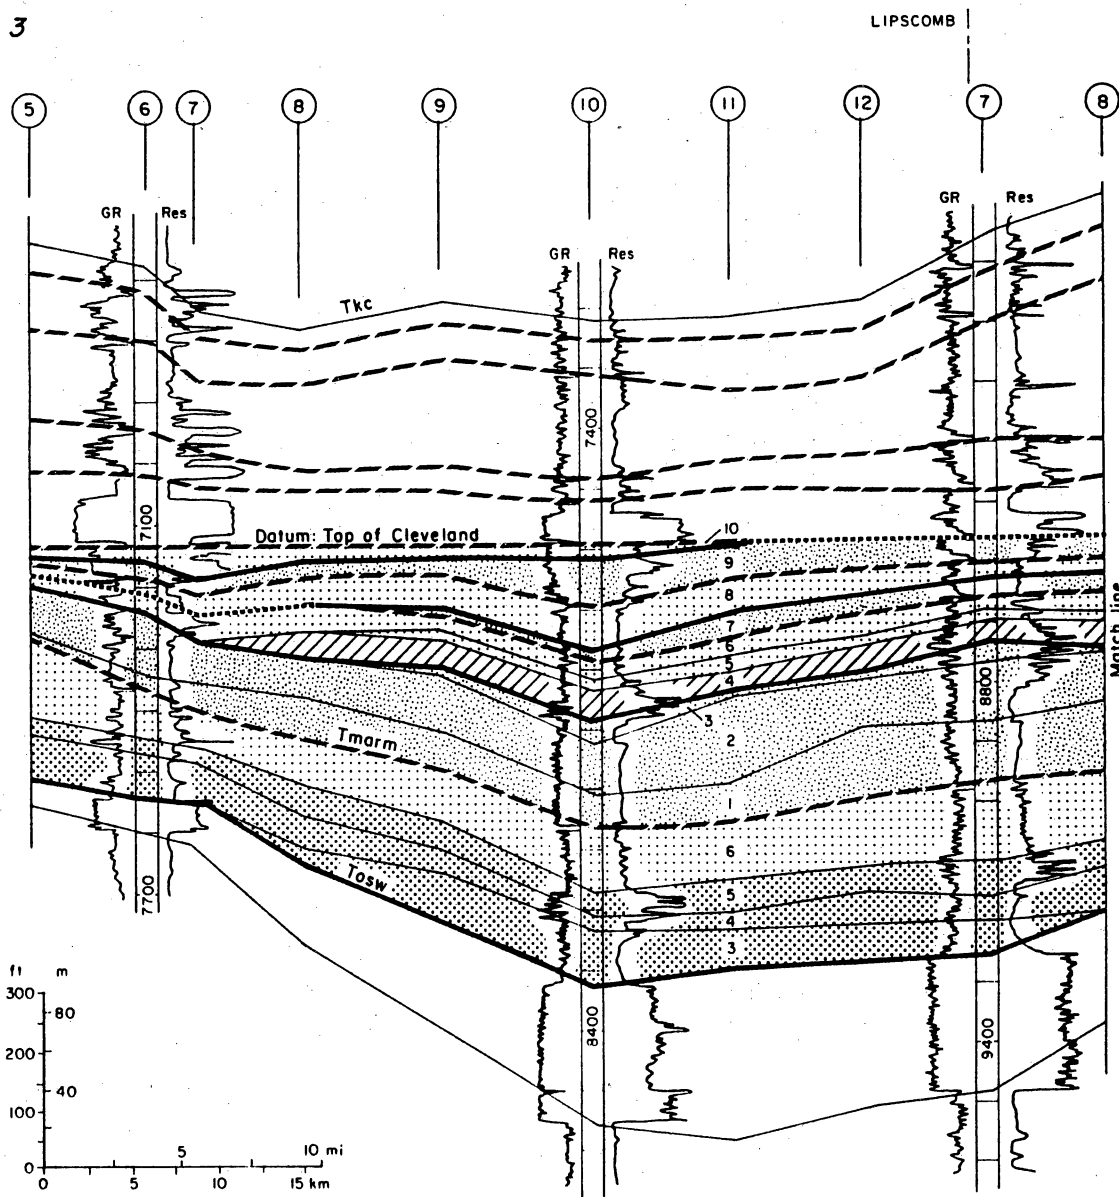 3
LIPSCOMB
5 6 7 8 9 10 11 12 7 8
GR Res
GR Res
GR Res
Tkc
7400
7100
Datum: Top of Cleveland
10
9
8
7
6
5
4
3
2
1
Match line
8800
Tmarm
6
5
4
3
Tosw
7700
8400
9400
ft m
300
80
200
40
100
0
5 10 mi
0 5 10 15 km